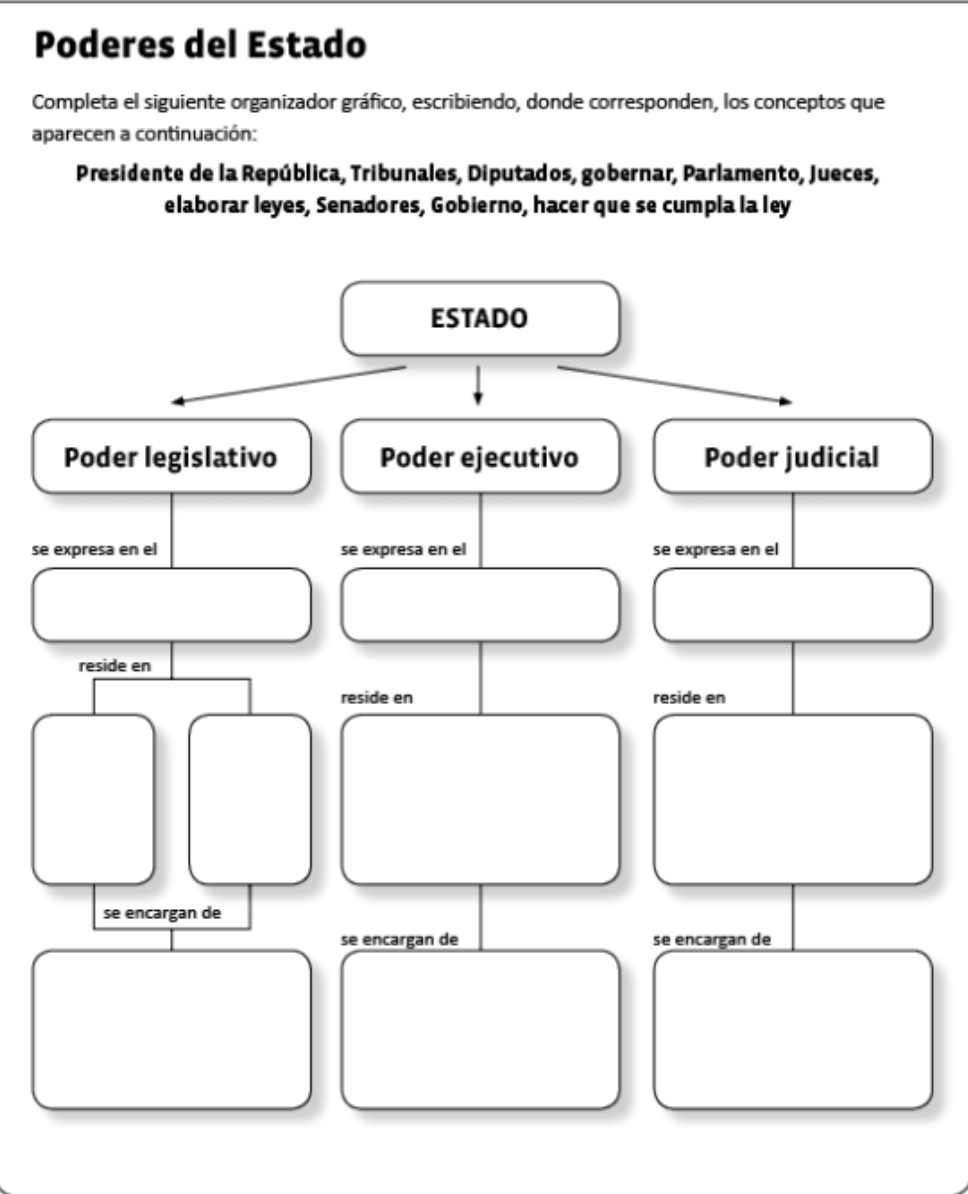 Poderes del Estado
Completa el siguiente organizador gráfico, escribiendo, donde corresponden, los conceptos que
aparecen a continuación:
Presidente de la República, Tribunales, Diputados, gobernar, Parlamento, Jueces,
elaborar leyes, Senadores, Gobierno, hacer que se cumpla la ley
ESTADO
Poder legislativo
Poder ejecutivo
Poder judicial
se expresa en el
se expresa en el
se expresa en el
reside en
reside en
reside en
se encargan de
se encargan de
se encargan de